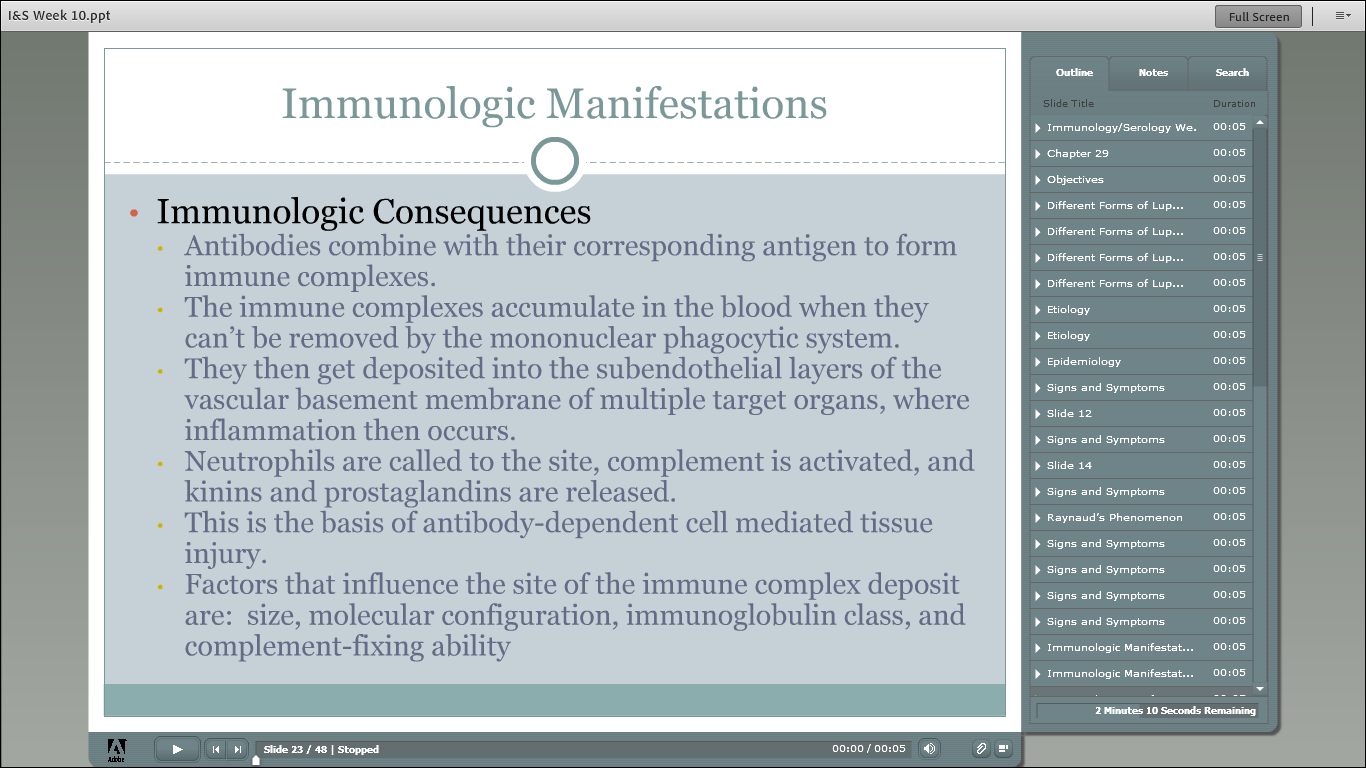 I&S Week 10.ppt
Full Screen
Immunologic Manifestations
• Immunologic Consequences
• Antibodies combine with their corresponding antigen to form
immune complexes.
• The immune complexes accumulate in the blood when they
can’t be removed by the mononuclear phagocytic system.
• They then get deposited into the subendothelial layers of the
vascular basement membrane of multiple target organs, where
inflammation then occurs.
• Neutrophils are called to the site, complement is activated, and
kinins and prostaglandins are released.
• This is the basis of antibody-dependent cell mediated tissue
injury.
• Factors that influence the site of the immune complex deposit
are:  size, molecular configuration, immunoglobulin class, and
complement-fixing ability
Outline Notes Search
Slide Title Duration
Immunology/Serology We. 00:05
Chapter 29 00:05
Objectives 00:05
Different Forms of Lup... 00:05
Different Forms of Lup... 00:05
Different Forms of Lup... 00:05
Different Forms of Lup... 00:05
Etiology 00:05
Etiology 00:05
Epidemiology 00:05
Signs and Symptoms 00:05
Slide 12 00:05
Signs and Symptoms 00:05
Slide 14 00:05
Signs and Symptoms 00:05
Raynaud’s Phenomenon 00:05
Signs and Symptoms 00:05
Signs and Symptoms 00:05
Signs and Symptoms 00:05
Signs and Symptoms 00:05
Immunologic Manifestat... 00:05
Immunologic Manifestat... 00:05
2 Minutes 10 Seconds Remaining
Adobe
Slide 23 / 48 | Stopped
00:00 / 00:05